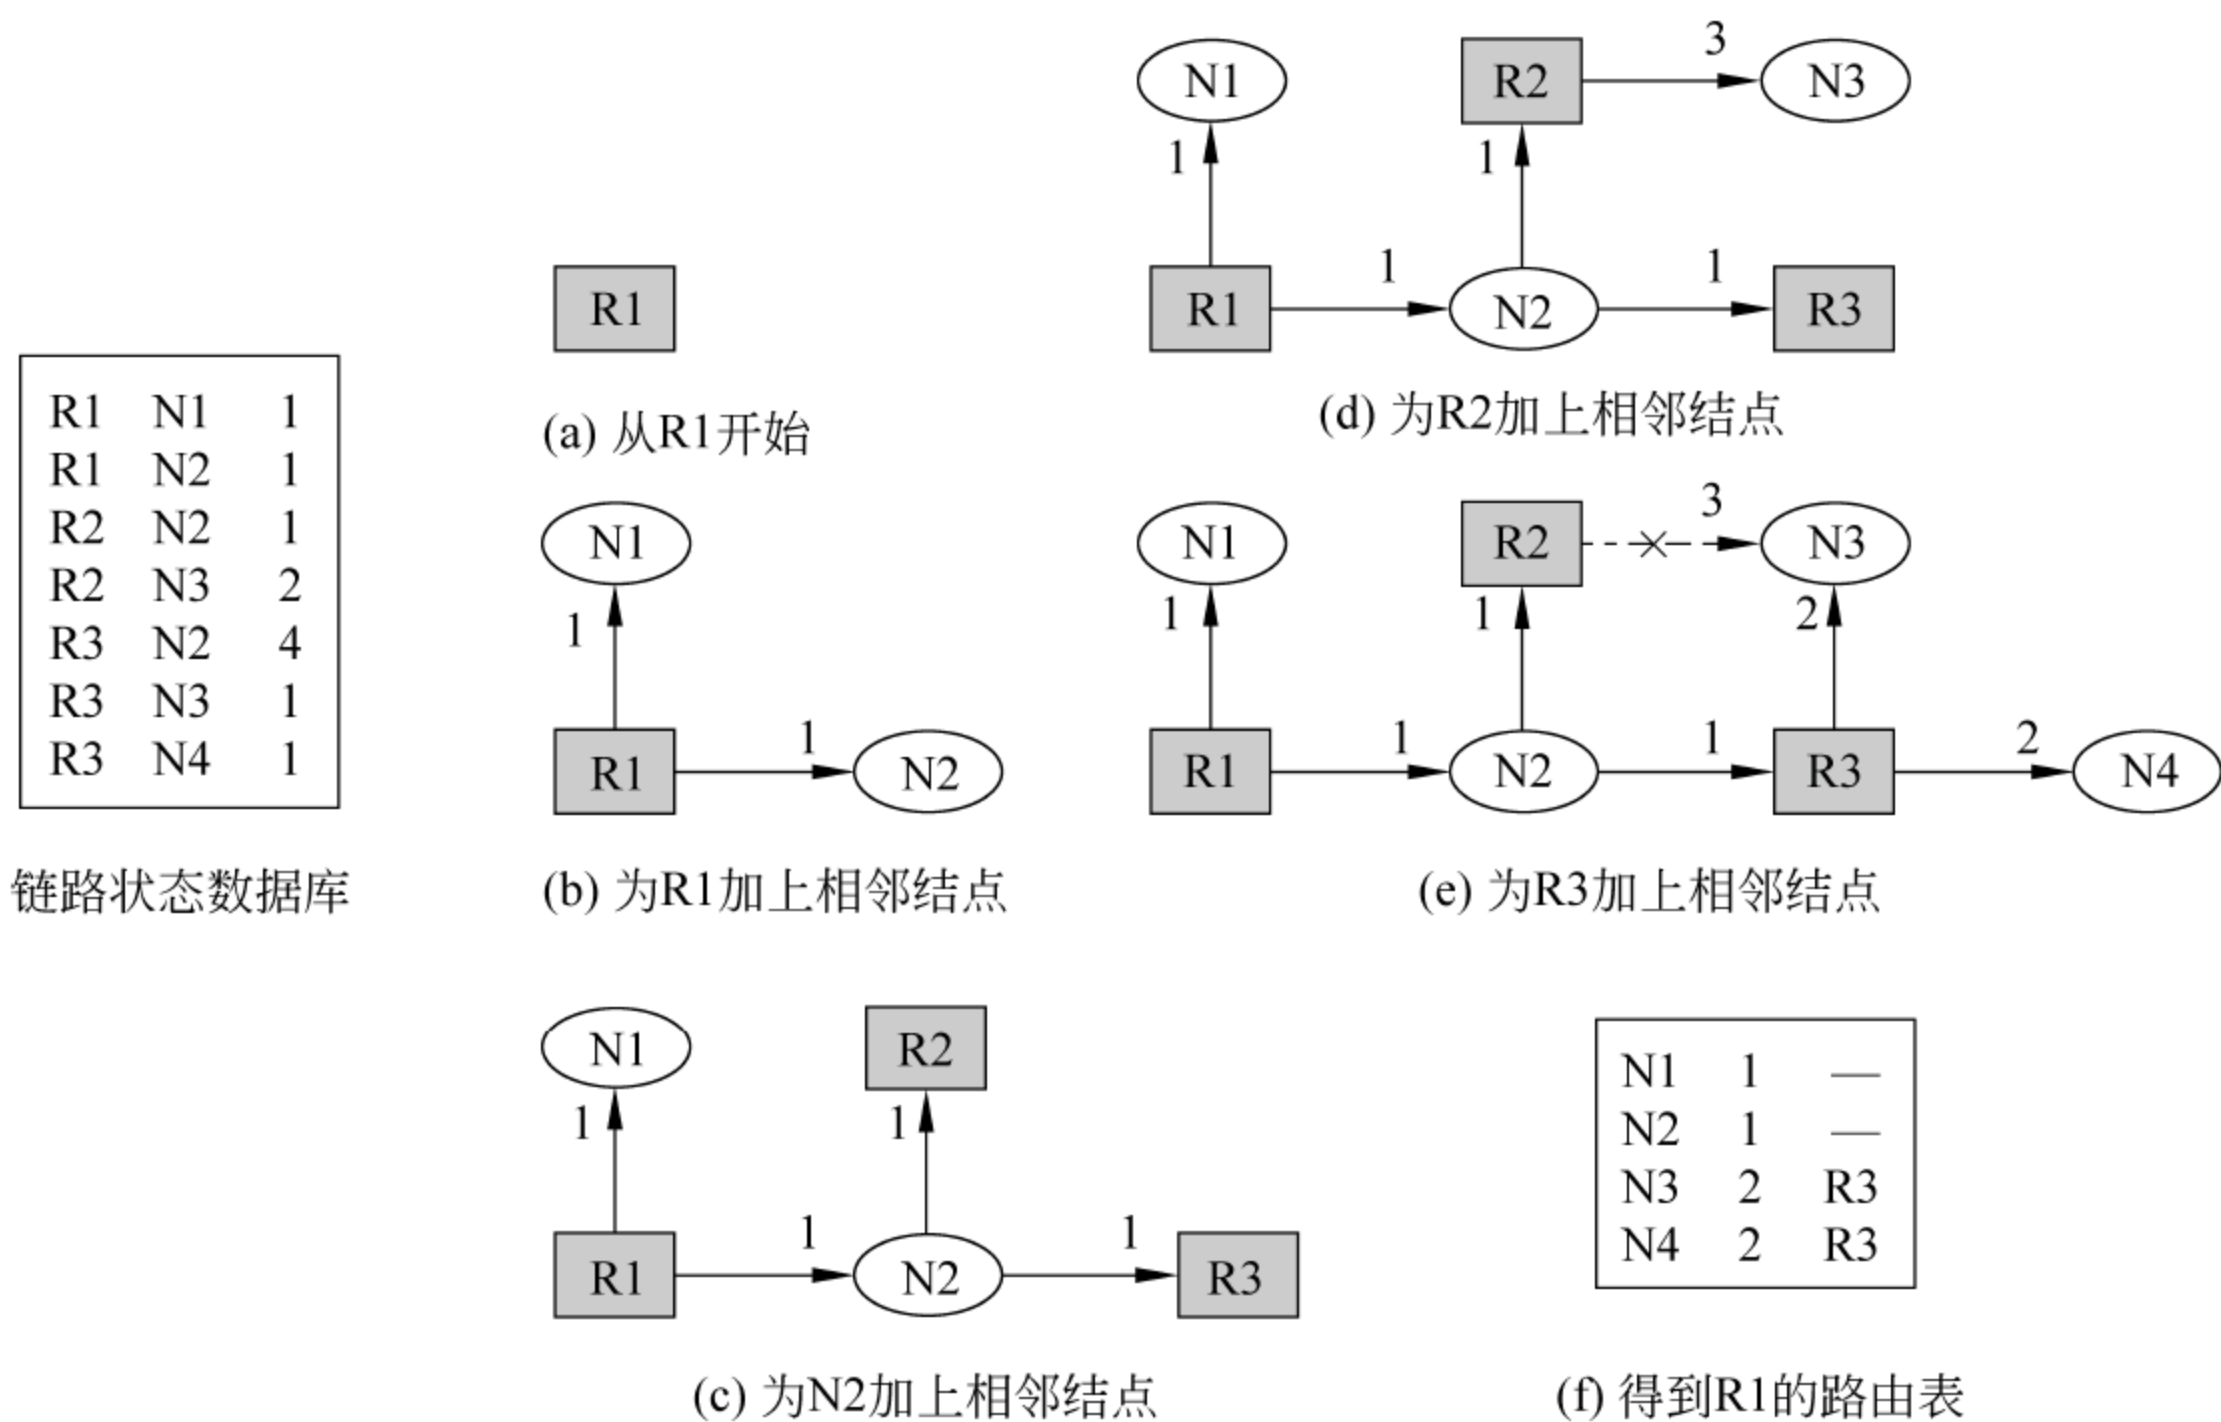 R1 N1 1
R1 N2 1
R2 N2 1
R2 N3 2
R3 N2 4
R3 N3 1
R3 N4 1
链路状态数据库
R1
(a) 从R1开始
N1
1
R1
1
N2
(b) 为R1加上相邻结点
N1
R2
1
1
R1
1
N2
1
R3
(c) 为N2加上相邻结点
N1
R2
3
N3
1
1
R1
1
N2
1
R3
(d) 为R2加上相邻结点
N1
R2
3
N3
1
1
2
R1
1
N2
1
R3
2
N4
(e) 为R3加上相邻结点
N1 1 —
N2 1 —
N3 2 R3
N4 2 R3
(f) 得到R1的路由表